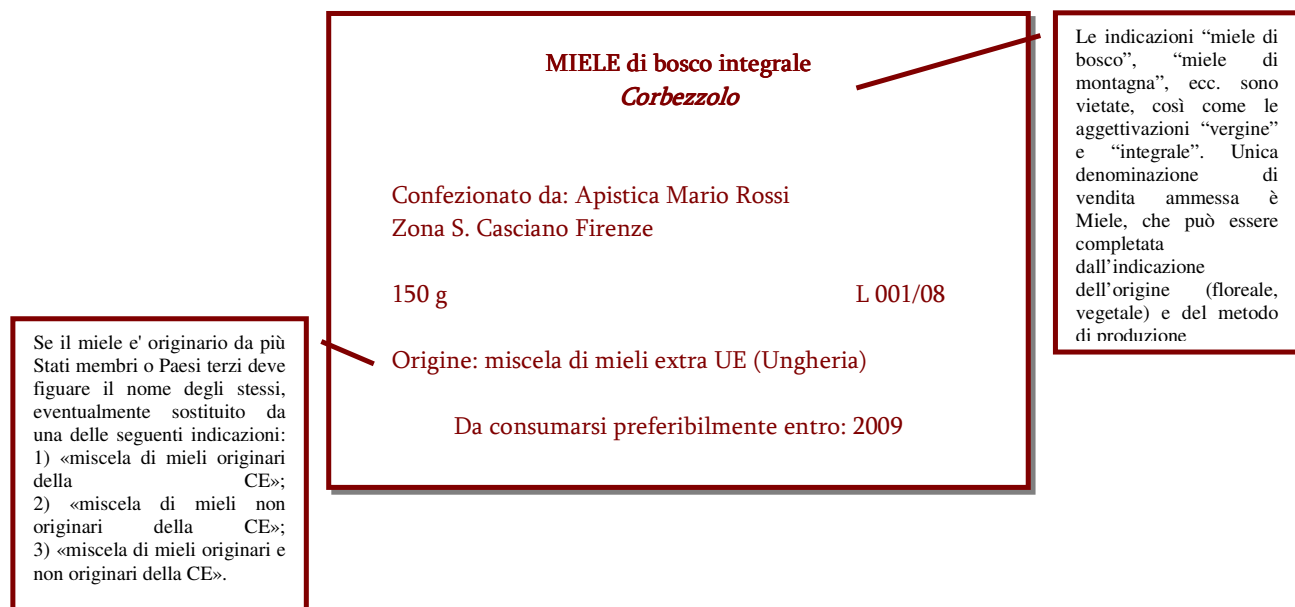 MIELE di bosco integrale
Corbezzolo
Confezionato da: Apistica Mario Rossi
Zona S. Casciano Firenze
150 g L 001/08
Origine: miscela di mieli extra UE (Ungheria)
Da consumarsi preferibilmente entro: 2009
Le indicazioni “miele di
bosco”, “miele di
montagna”, ecc. sono
vietate, così come le
aggettivazioni “vergine”
e “integrale”. Unica
denominazione di
vendita ammessa è
Miele, che può essere
completata
dall’indicazione
dell’origine (floreale,
vegetale) e del metodo
di produzione
Se il miele e' originario da più
Stati membri o Paesi terzi deve
figuare il nome degli stessi,
eventualmente sostituito da
una delle seguenti indicazioni:
1) «miscela di mieli originari
della CE»;
2) «miscela di mieli non
originari della CE»;
3) «miscela di mieli originari e
non originari della CE».